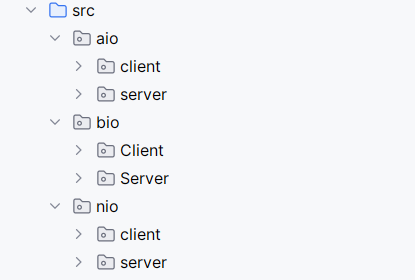 src
aio
client
server
bio
Client
Server
nio
client
server